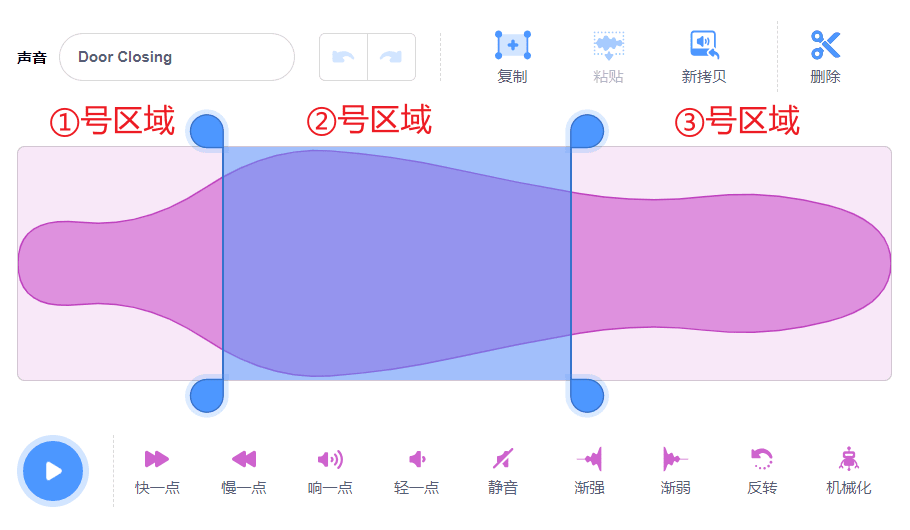 声音 Door Closing
复制 粘贴 新拷贝 删除
①号区域 ②号区域 ③号区域
快一点 慢一点 响一点 轻一点 静音 渐强 渐弱 反转 机械化